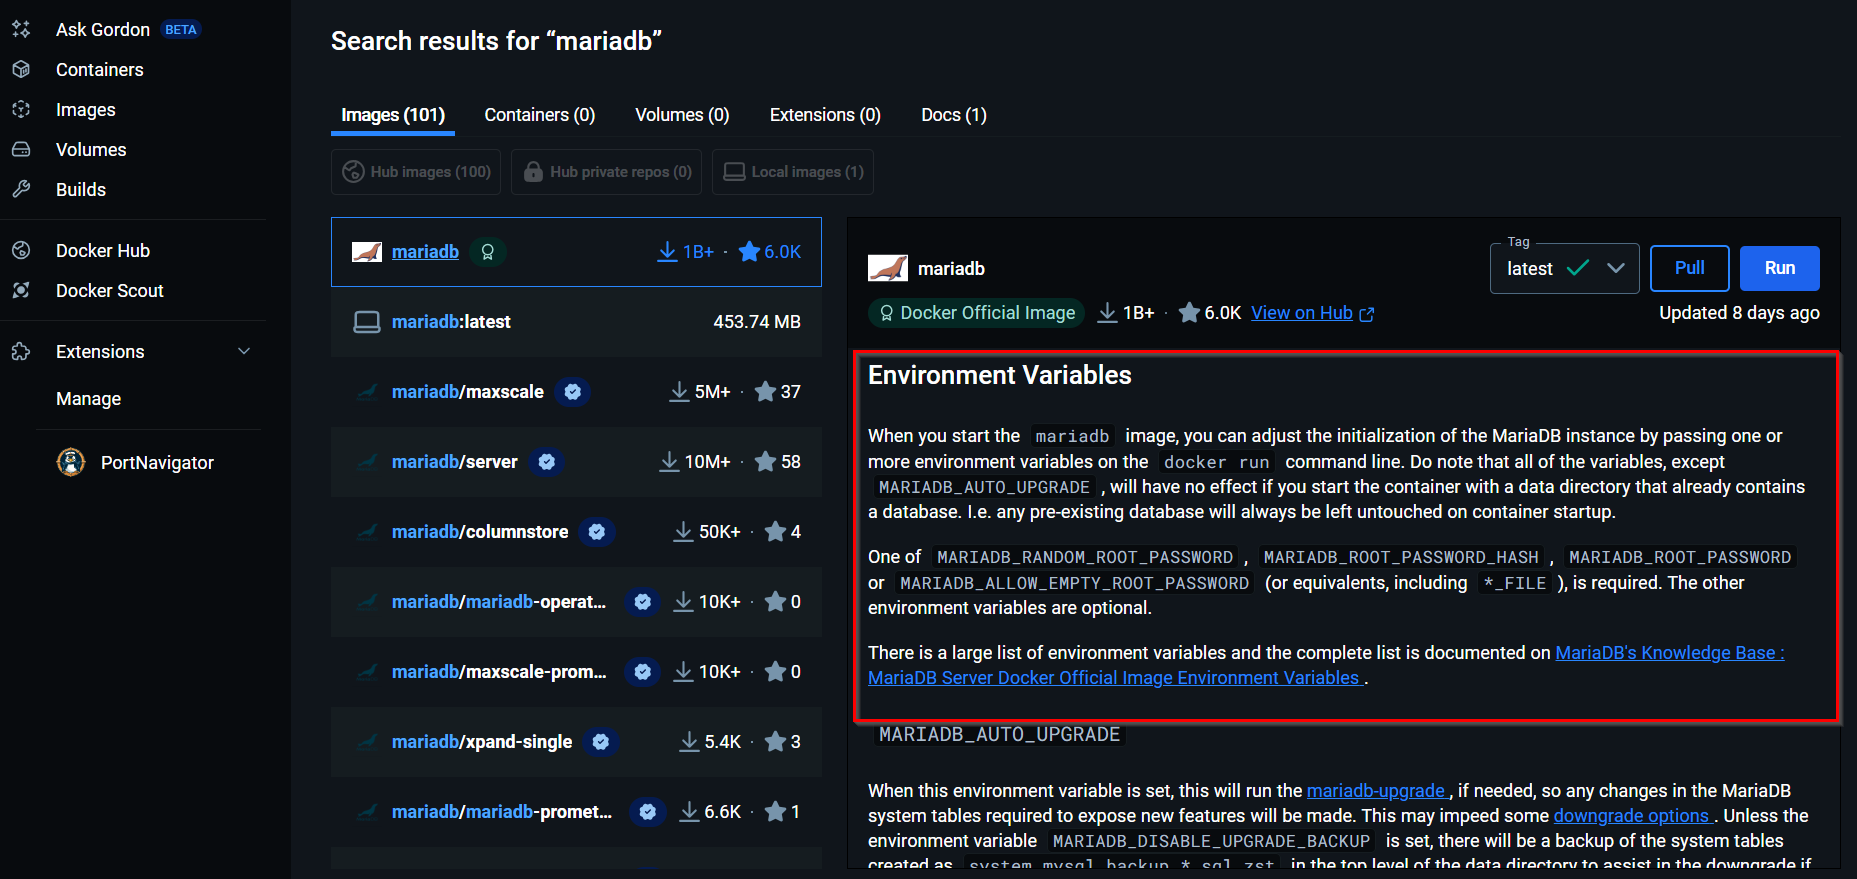 Ask Gordon BETA
Containers
Images
Volumes
Builds
Docker Hub
Docker Scout
Extensions
Manage
PortNavigator
Search results for “mariadb”
Images (101) Containers (0) Volumes (0) Extensions (0) Docs (1)
Hub images (100) Hub private repos (0) Local images (1)
mariadb 1B+ · 6.0K
mariadb:latest 453.74 MB
mariadb/maxscale 5M+ · 37
mariadb/server 10M+ · 58
mariadb/columnstore 50K+ · 4
mariadb/mariadb-operat... 10K+ · 0
mariadb/maxscale-prom... 10K+ · 0
mariadb/xpand-single 5.4K · 3
mariadb/mariadb-promet... 6.6K · 1
mariadb
Tag
latest
Pull
Run
Docker Official Image 1B+ · 6.0K View on Hub
Updated 8 days ago
Environment Variables
When you start the mariadb image, you can adjust the initialization of the MariaDB instance by passing one or
more environment variables on the docker run command line. Do note that all of the variables, except
MARIADB_AUTO_UPGRADE , will have no effect if you start the container with a data directory that already contains
a database. I.e. any pre-existing database will always be left untouched on container startup.
One of MARIADB_RANDOM_ROOT_PASSWORD , MARIADB_ROOT_PASSWORD_HASH , MARIADB_ROOT_PASSWORD
or MARIADB_ALLOW_EMPTY_ROOT_PASSWORD (or equivalents, including *_FILE ), is required. The other
environment variables are optional.
There is a large list of environment variables and the complete list is documented on MariaDB's Knowledge Base :
MariaDB Server Docker Official Image Environment Variables .
MARIADB_AUTO_UPGRADE
When this environment variable is set, this will run the mariadb-upgrade , if needed, so any changes in the MariaDB
system tables required to expose new features will be made. This may impeed some downgrade options . Unless the
environment variable MARIADB_DISABLE_UPGRADE_BACKUP is set, there will be a backup of the system tables
created as system_mysql_backup_*.sql.zst in the top level of the data directory to assist in the downgrade if